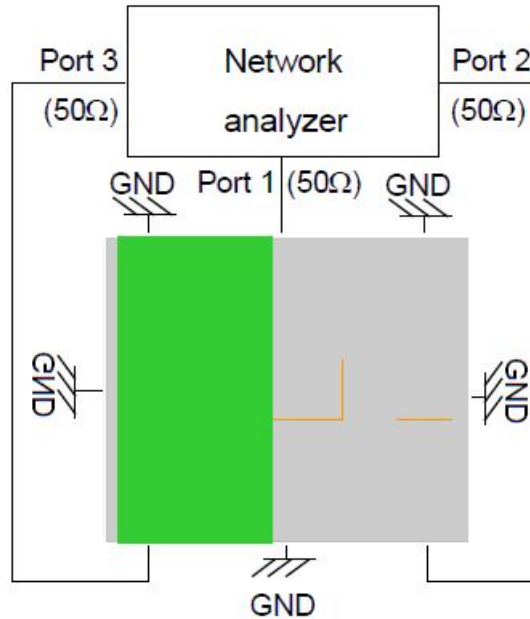 Port 3
Network
Port 2
(50Ω)
analyzer
(50Ω)
GND
Port 1 (50Ω)
GND
GND
GND
GND